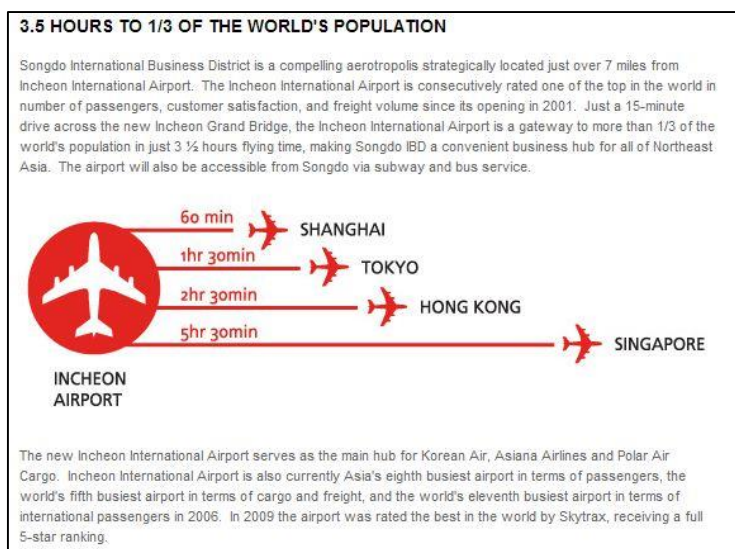 3.5 HOURS TO 1/3 OF THE WORLD'S POPULATION
Songdo International Business District is a compelling aerotropolis strategically located just over 7 miles from
Incheon International Airport. The Incheon International Airport is consecutively rated one of the top in the world in
number of passengers, customer satisfaction, and freight volume since its opening in 2001. Just a 15-minute
drive across the new Incheon Grand Bridge, the Incheon International Airport is a gateway to more than 1/3 of the
world's population in just 3 ½ hours flying time, making Songdo IBD a convenient business hub for all of Northeast
Asia. The airport will also be accessible from Songdo via subway and bus service.
60 min SHANGHAI
1hr 30min TOKYO
2hr 30min HONG KONG
5hr 30min SINGAPORE
INCHEON
AIRPORT
The new Incheon International Airport serves as the main hub for Korean Air, Asiana Airlines and Polar Air
Cargo. Incheon International Airport is also currently Asia's eighth busiest airport in terms of passengers, the
world's fifth busiest airport in terms of cargo and freight, and the world's eleventh busiest airport in terms of
international passengers in 2006. In 2009 the airport was rated the best in the world by Skytrax, receiving a full
5-star ranking.